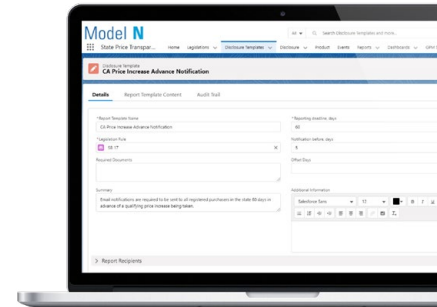 Model N
Search Disclosure Templates and more...
State Price Transpar... Home Legislations Disclosure Templates Disclosure Product Events Reports Dashboards
Disclosure Template
CA Price Increase Advance Notification
Details Report Template Content Audit Trail
*Report Template Name
*Reporting deadline, days
CA Price Increase Advance Notification
60
*Legislation Rule
Notification before, days
SB 17
5
Required Documents
Offset Days
Summary
Additional Information
Email notifications are required to be sent to all registered purchasers in the state 60 days in
advance of a qualifying price increase being taken.
Salesforce Sans
B I U
Report Recipients